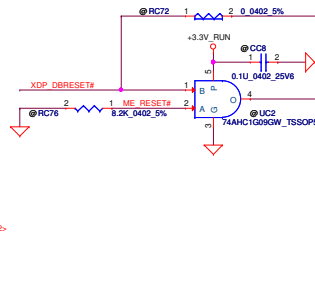 @RC72 1 2 0_0402_5%
+3.3V_RUN
@CC8
1 2
0.1U_0402_25V6
5
XDP_DBRESET# 1 B P
O 4
ME_RESET# 2 A G
2 1
@RC76 8.2K_0402_5%
@UC2
74AHC1G09GW_TSSOP5
3